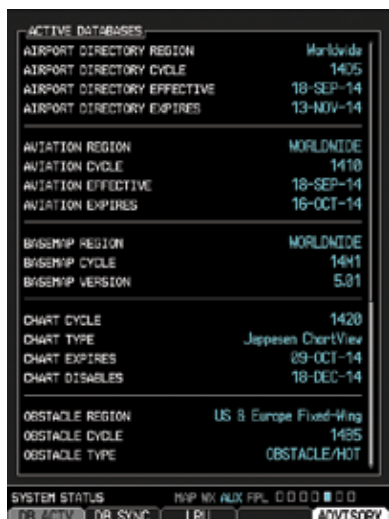 ACTIVE DATABASES
AIRPORT DIRECTORY REGION Worldwide
AIRPORT DIRECTORY CYCLE 14D5
AIRPORT DIRECTORY EFFECTIVE 18-SEP-14
AIRPORT DIRECTORY EXPIRES 13-NOV-14
AVIATION REGION WORLDWIDE
AVIATION CYCLE 1410
AVIATION EFFECTIVE 18-SEP-14
AVIATION EXPIRES 16-OCT-14
BASEMAP REGION WORLDWIDE
BASEMAP CYCLE 14M1
BASEMAP VERSION 5.01
CHART CYCLE 1420
CHART TYPE Jeppesen ChartView
CHART EXPIRES 09-OCT-14
CHART DISABLES 18-DEC-14
OBSTACLE REGION US & Europe Fixed-Wing
OBSTACLE CYCLE 14B5
OBSTACLE TYPE OBSTACLE/HOT
SYSTEM STATUS MAP WX AUX FPL
DB ACTIV DB SYNC LRU ADVISORY